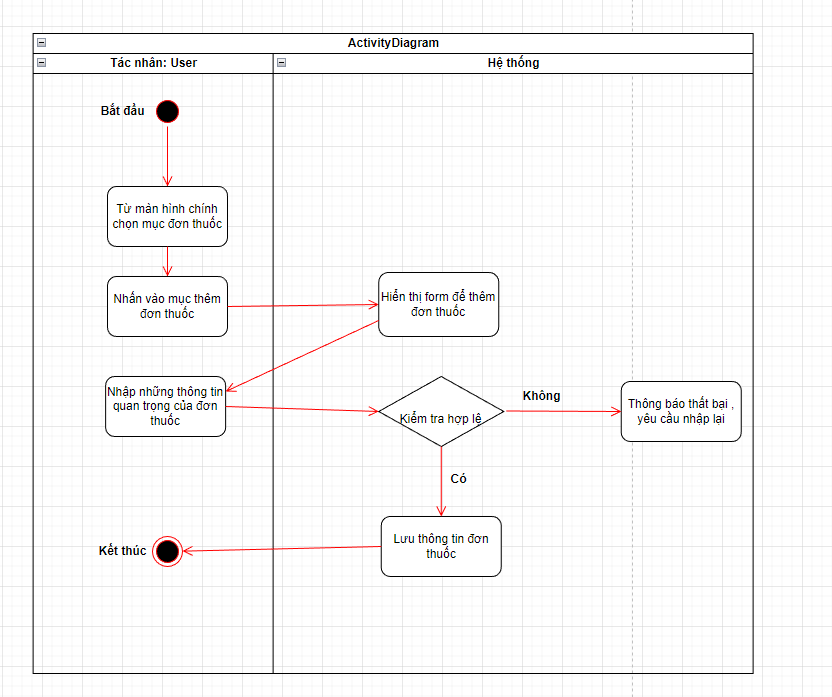 ActivityDiagram
Tác nhân: User
Hệ thống
Bắt đầu
Từ màn hình chính
chọn mục đơn thuốc
Nhấn vào mục thêm
đơn thuốc
Hiển thị form để thêm
đơn thuốc
Nhập những thông tin
quan trọng của đơn
thuốc
Kiểm tra hợp lệ
Không
Thông báo thất bại ,
yêu cầu nhập lại
Có
Lưu thông tin đơn
thuốc
Kết thúc